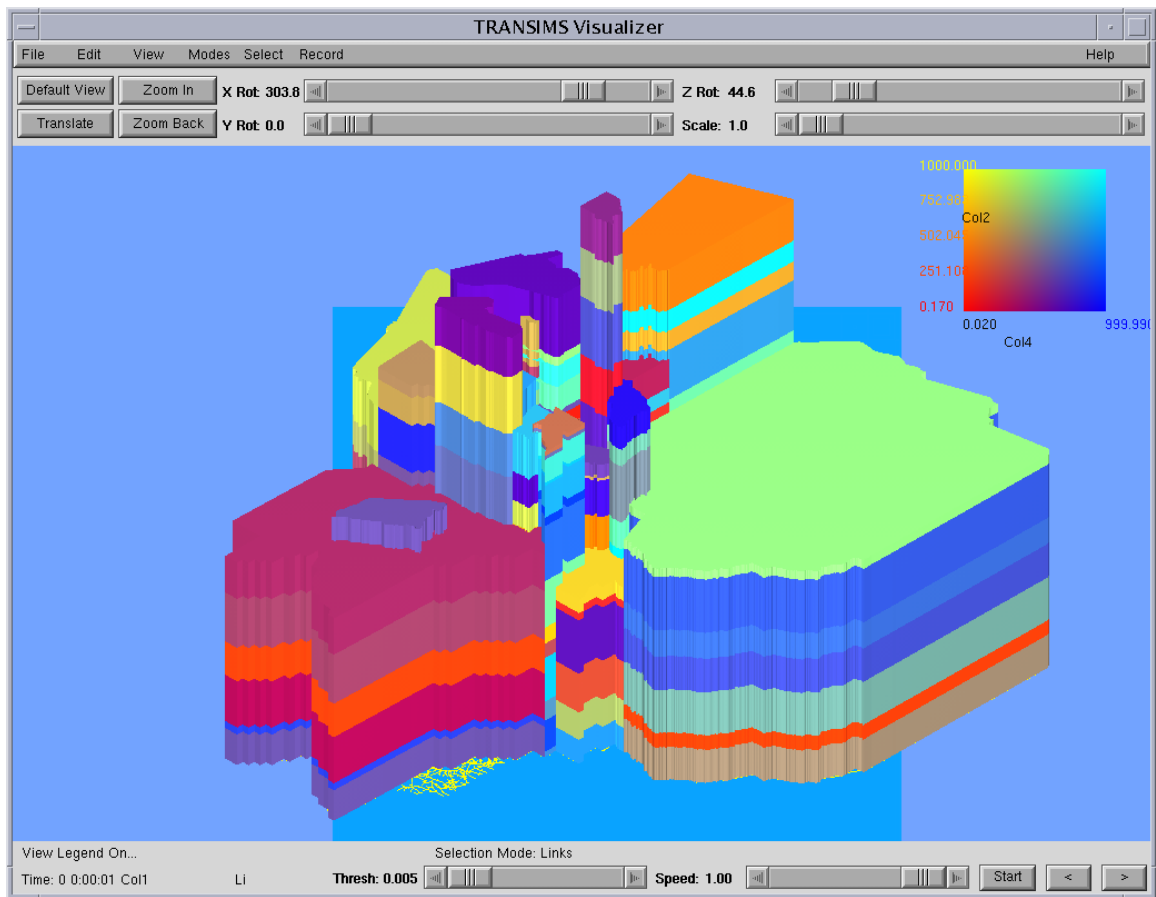 TRANSIMS Visualizer
File Edit View Modes Select Record Help
Default View Zoom In X Rot: 303.8 Z Rot: 44.6
Translate Zoom Back Y Rot: 0.0 Scale: 1.0
1000.000
Col2
0.170
0.020 999.990
Col4
View Legend On... Selection Mode: Links
Time: 0 0:00:01 Col1 Li Thresh: 0.005 Speed: 1.00 Start < >